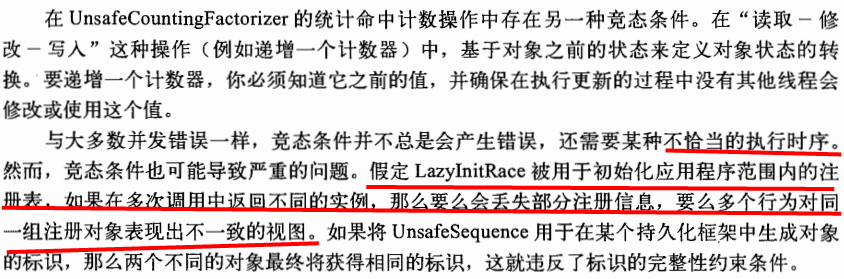 在 UnsafeCountingFactorizer 的统计命中计数操作中存在另一种竞态条件。在“读取－修
改－写入”这种操作（例如递增一个计数器）中，基于对象之前的状态来定义对象状态的转
换。要递增一个计数器，你必须知道它之前的值，并确保在执行更新的过程中没有其他线程会
修改或使用这个值。
与大多数并发错误一样，竞态条件并不总是会产生错误，还需要某种不恰当的执行时序。
然而，竞态条件也可能导致严重的问题。假定 LazyInitRace 被用于初始化应用程序范围内的注
册表，如果在多次调用中返回不同的实例，那么要么会丢失部分注册信息，要么多个行为对同
一组注册对象表现出不一致的视图。如果将 UnsafeSequence 用于在某个持久化框架中生成对象
的标识，那么两个不同的对象最终将获得相同的标识，这就违反了标识的完整性约束条件。